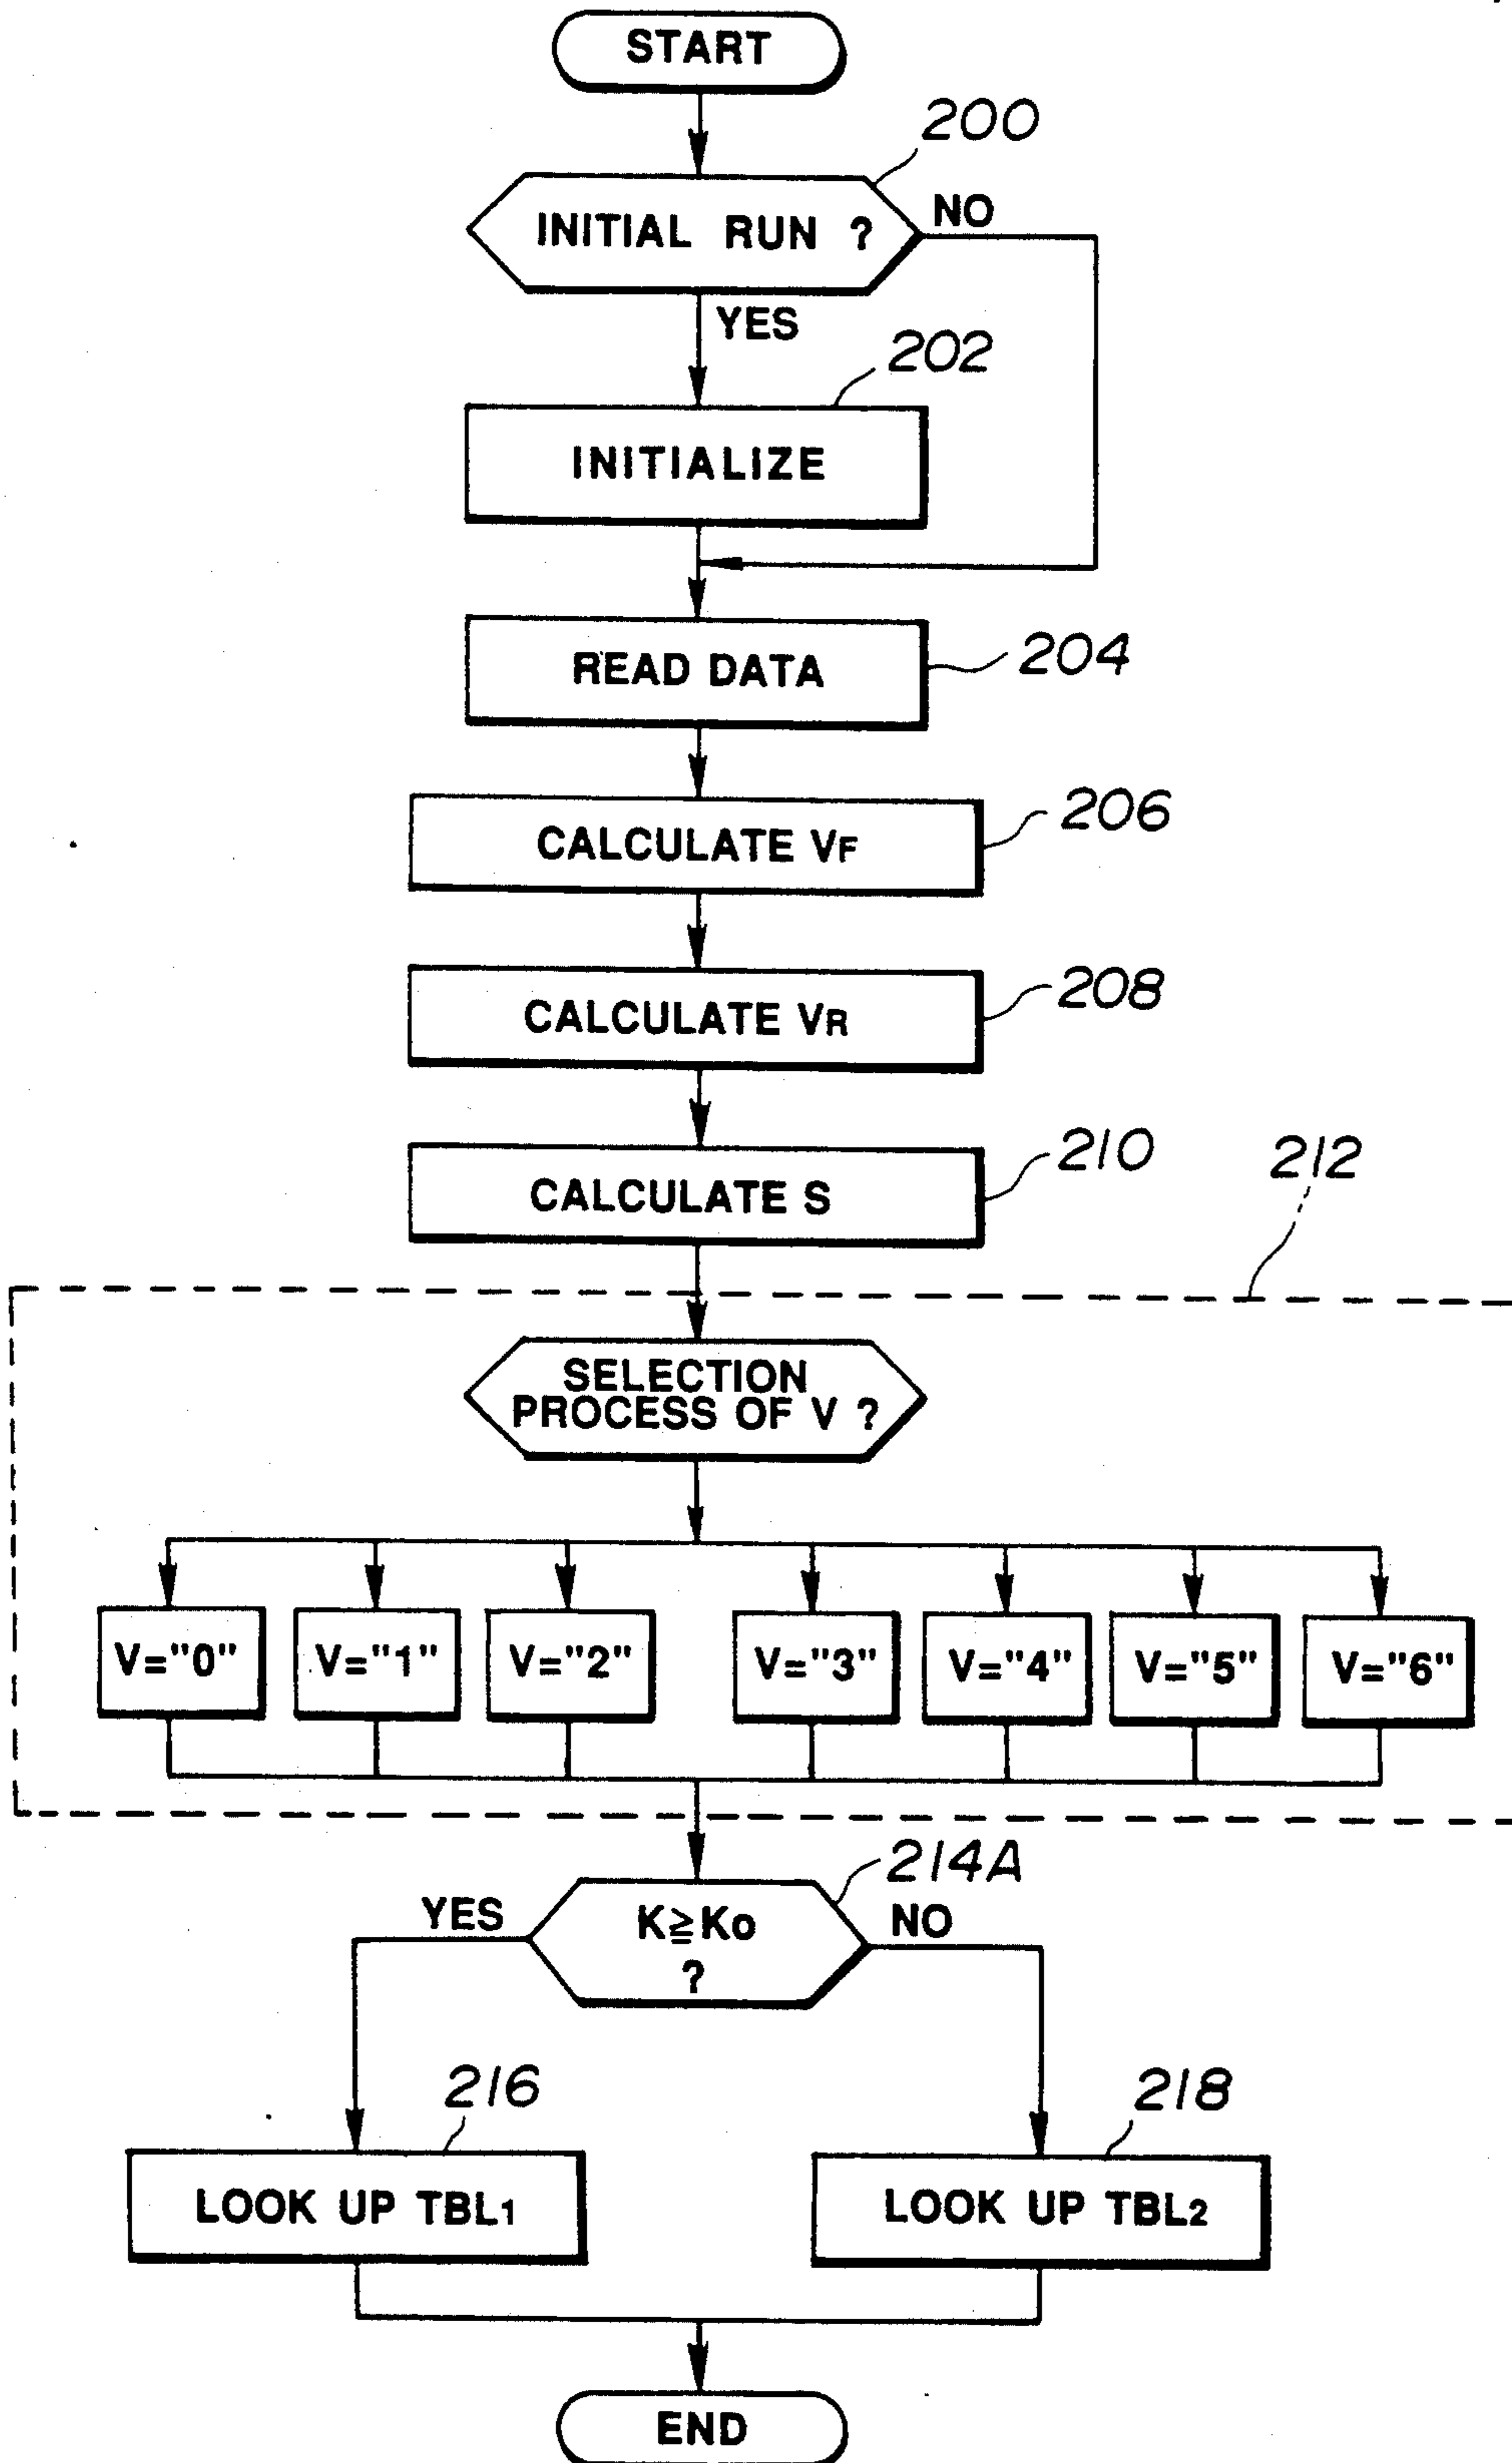 START
200
INITIAL RUN ?
NO
YES
202
INITIALIZE
READ DATA
204
CALCULATE VF
206
CALCULATE VR
208
CALCULATE S
210
212
SELECTION
PROCESS OF V ?
V="0"
V="1"
V="2"
V="3"
V="4"
V="5"
V="6"
214A
YES
K≧Ko
?
NO
216
218
LOOK UP TBL1
LOOK UP TBL2
END